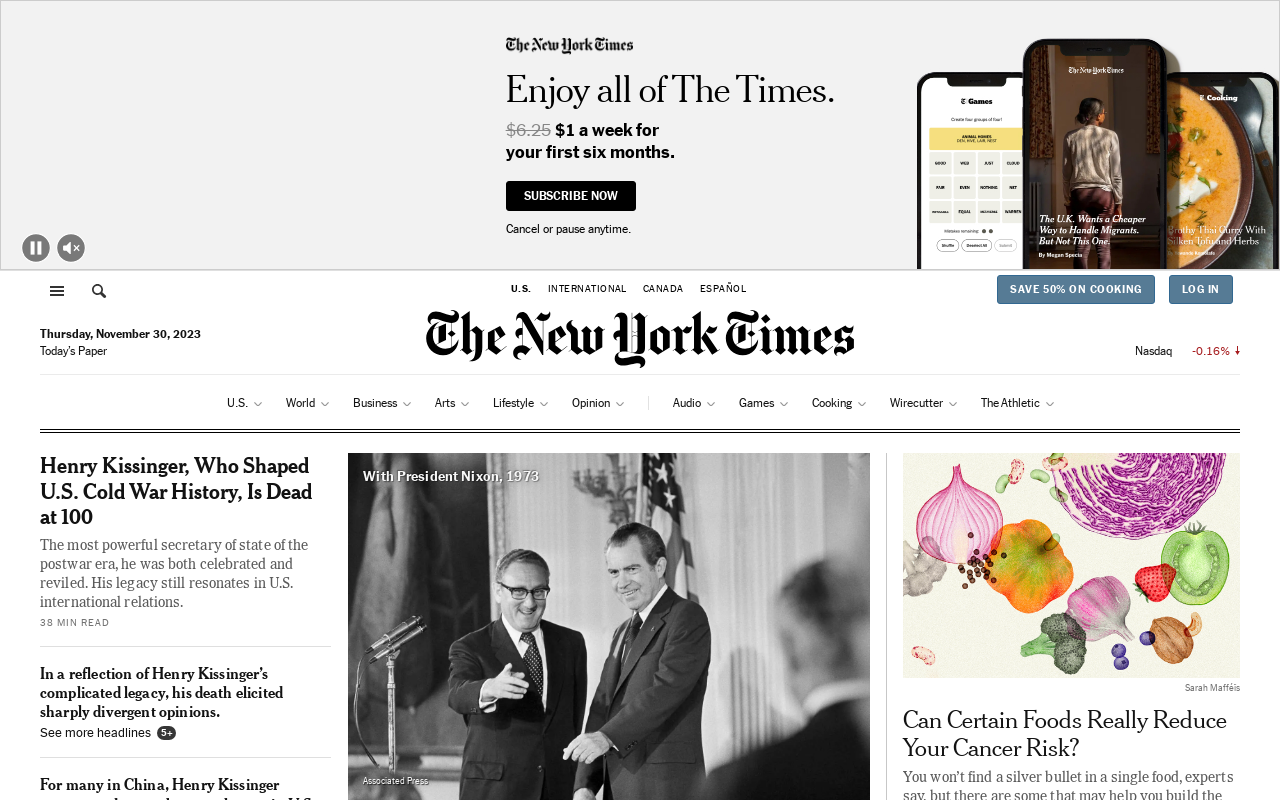 The New York Times
Enjoy all of The Times.
$6.25 $1 a week for
your first six months.
SUBSCRIBE NOW
Cancel or pause anytime.
Games
Create four groups of four!
ANIMAL HOMES
DEN, HIVE, LAIR, NEST
GOOD WEB JUST CLOUD
FAIR EVEN NOTHING NET
EQUAL WARREN
Mistakes remaining:
Shuffle Deselect All Submit
The New York Times
The U.K. Wants a Cheaper
Way to Handle Migrants.
But Not This One.
By Megan Specia
Cooking
Brothy Thai Curry With
Silken Tofu and Herbs
U.S. INTERNATIONAL CANADA ESPAÑOL
SAVE 50% ON COOKING
LOG IN
Thursday, November 30, 2023
Today's Paper
The New York Times
Nasdaq -0.16%
U.S. World Business Arts Lifestyle Opinion Audio Games Cooking Wirecutter The Athletic
Henry Kissinger, Who Shaped
U.S. Cold War History, Is Dead
at 100
The most powerful secretary of state of the
postwar era, he was both celebrated and
reviled. His legacy still resonates in U.S.
international relations.
38 MIN READ
In a reflection of Henry Kissinger's
complicated legacy, his death elicited
sharply divergent opinions.
See more headlines 5+
For many in China, Henry Kissinger
With President Nixon, 1973
Associated Press
Sarah Mafféïs
Can Certain Foods Really Reduce
Your Cancer Risk?
You won't find a silver bullet in a single food, experts
say, but there are some that may help you build the